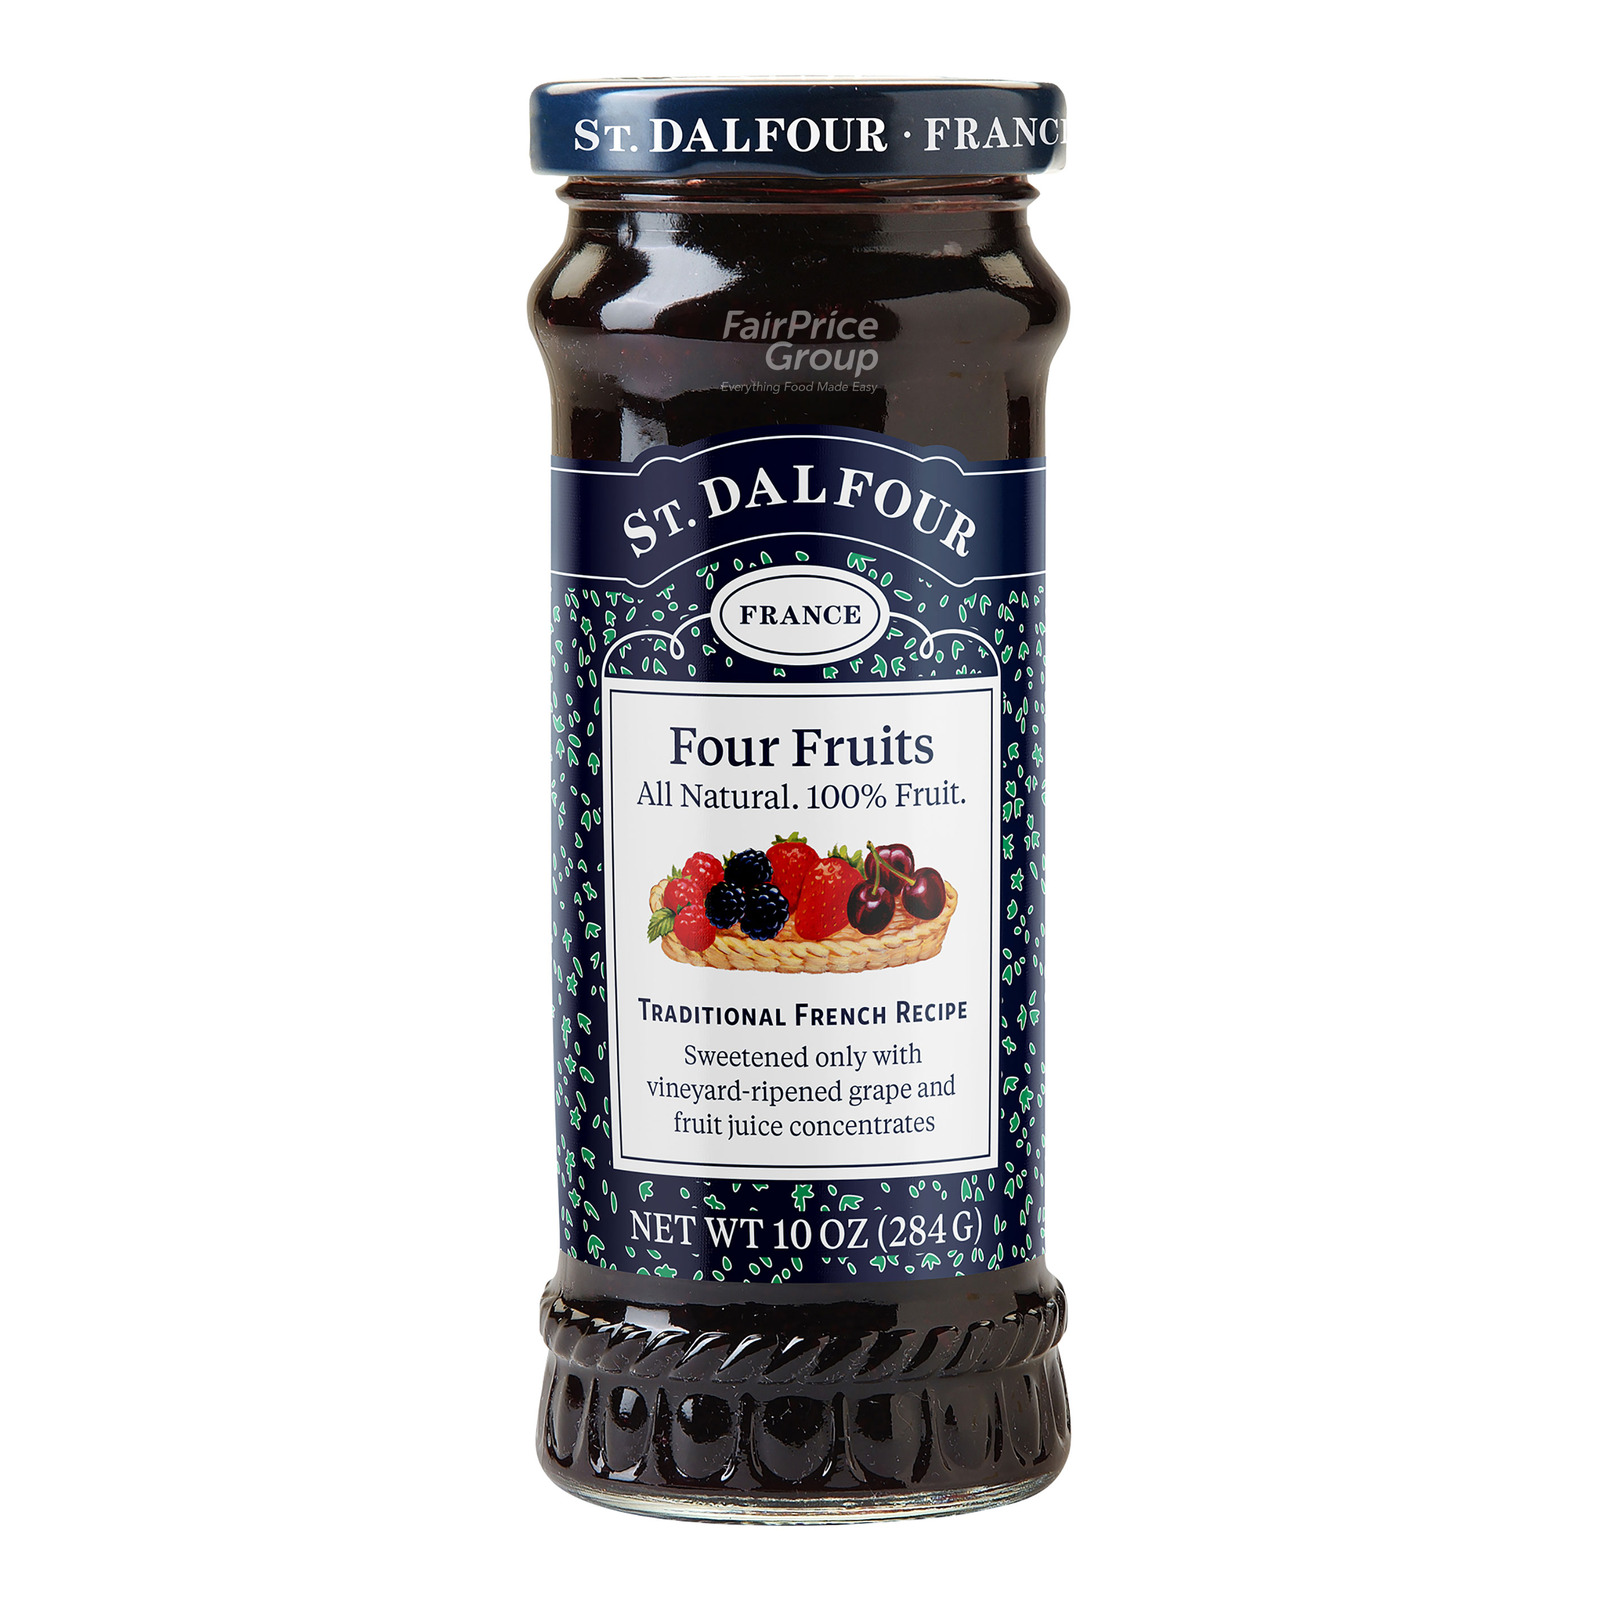 ST. DALFOUR · FRANCE
FairPrice
Group
Everything Food Made Easy
ST. DALFOUR
FRANCE
Four Fruits
All Natural. 100% Fruit.
TRADITIONAL FRENCH RECIPE
Sweetened only with
vineyard-ripened grape and
fruit juice concentrates
NET WT 10 OZ (284 G)